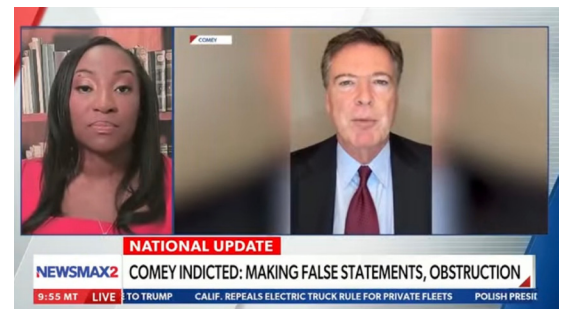 COMEY
NATIONAL UPDATE
NEWSMAX2 COMEY INDICTED: MAKING FALSE STATEMENTS, OBSTRUCTION
9:55 MT LIVE TO TRUMP CALIF. REPEALS ELECTRIC TRUCK RULE FOR PRIVATE FLEETS POLISH PRESI